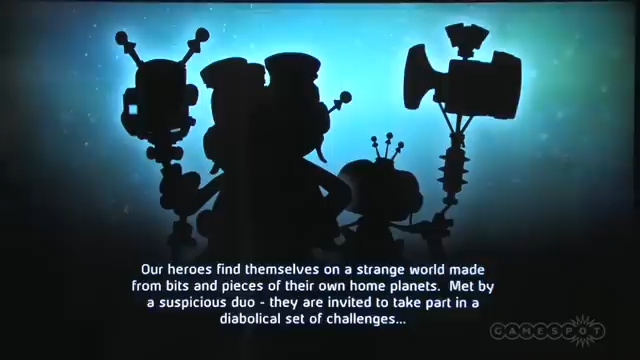 Our heroes find themselves on a strange world made
from bits and pieces of their own home planets.  Met by
a suspicious duo - they are invited to take part in a
diabolical set of challenges...
GAMESPOT